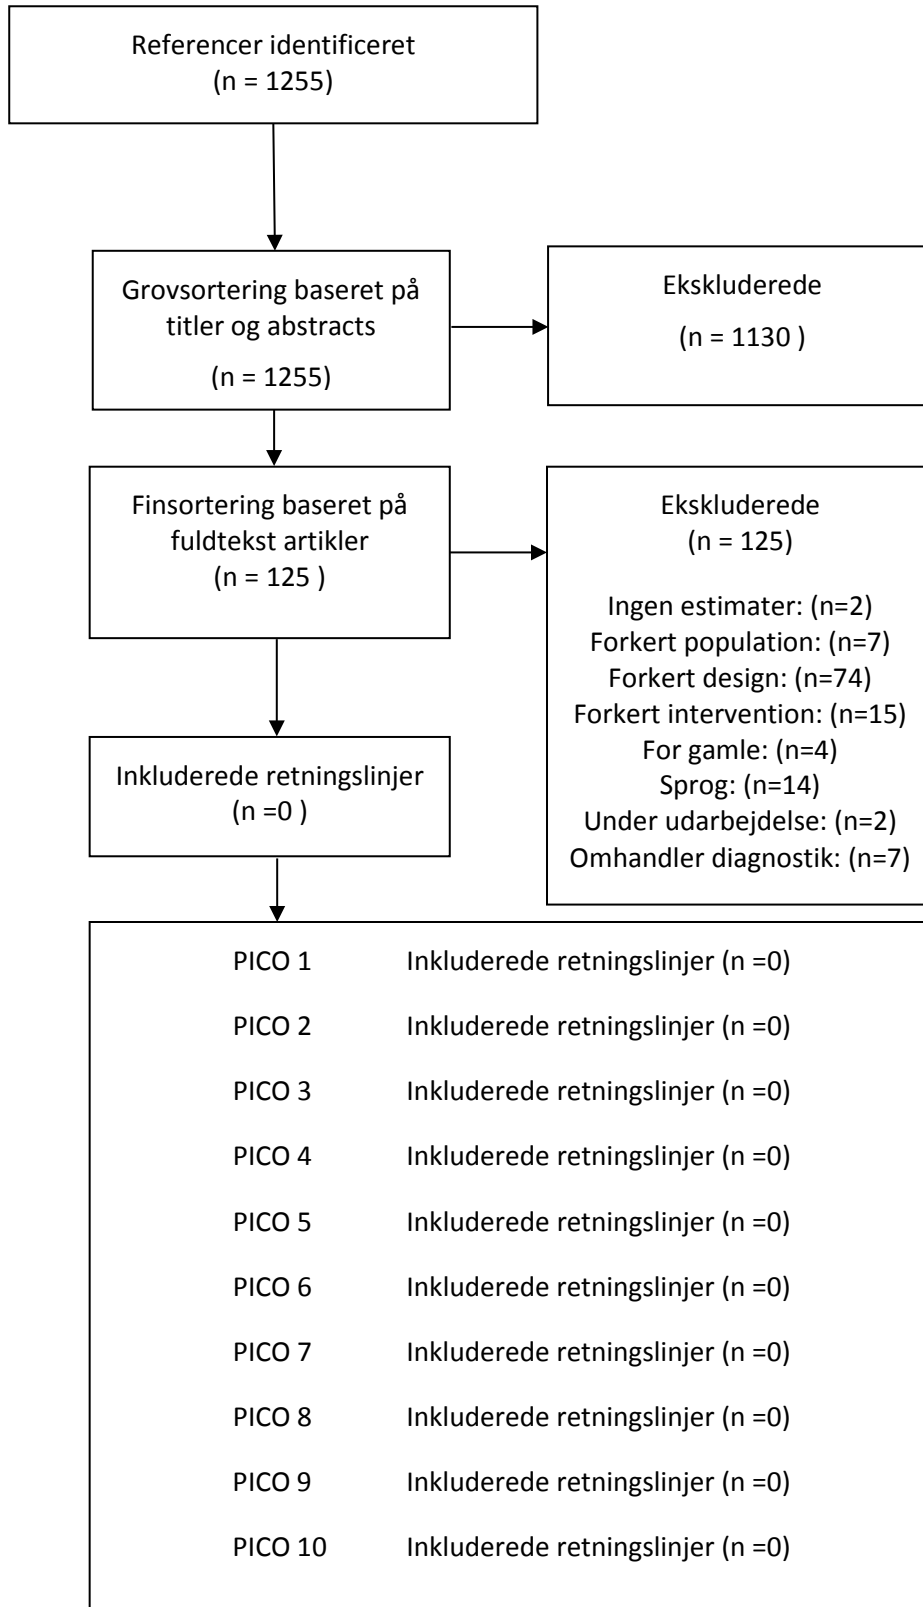 Referencer identificeret
(n = 1255)
Grovsortering baseret på
titler og abstracts
(n = 1255)
Ekskluderede
(n = 1130 )
Finsortering baseret på
fuldtekst artikler
(n = 125 )
Ekskluderede
(n = 125)
Ingen estimater: (n=2)
Forkert population: (n=7)
Forkert design: (n=74)
Forkert intervention: (n=15)
For gamle: (n=4)
Sprog: (n=14)
Under udarbejdelse: (n=2)
Omhandler diagnostik: (n=7)
Inkluderede retningslinjer
(n =0 )
PICO 1 Inkluderede retningslinjer (n =0)
PICO 2 Inkluderede retningslinjer (n =0)
PICO 3 Inkluderede retningslinjer (n =0)
PICO 4 Inkluderede retningslinjer (n =0)
PICO 5 Inkluderede retningslinjer (n =0)
PICO 6 Inkluderede retningslinjer (n =0)
PICO 7 Inkluderede retningslinjer (n =0)
PICO 8 Inkluderede retningslinjer (n =0)
PICO 9 Inkluderede retningslinjer (n =0)
PICO 10 Inkluderede retningslinjer (n =0)